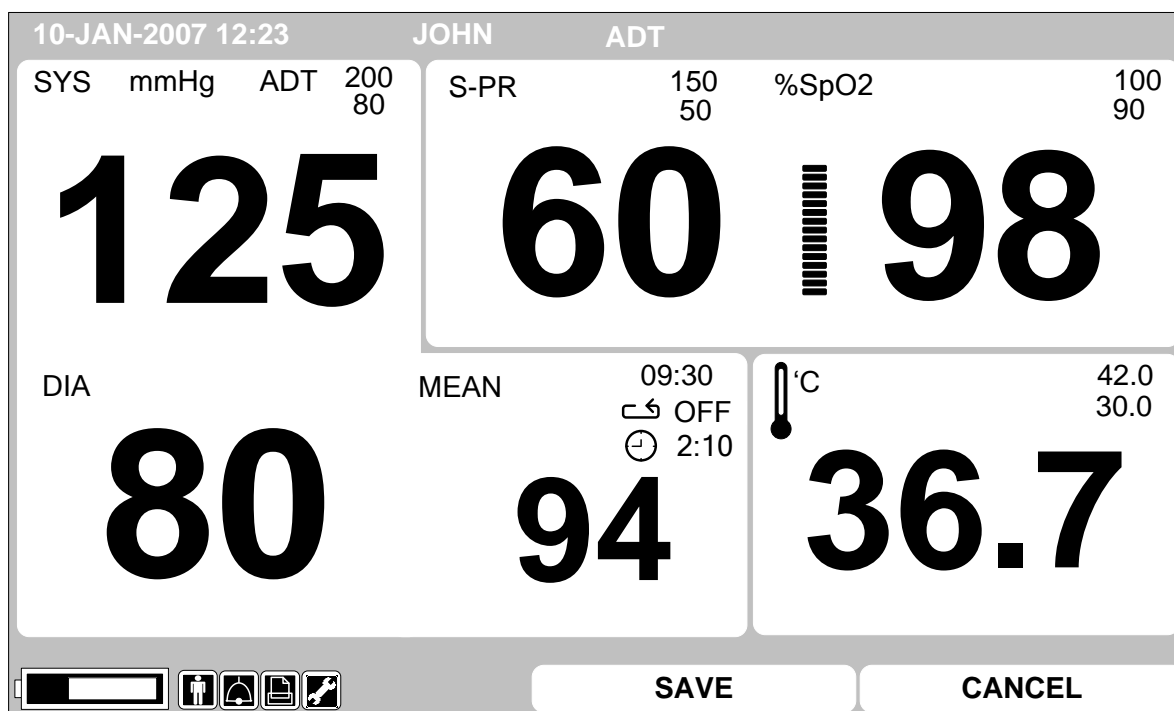 10-JAN-2007 12:23 JOHN ADT
SYS mmHg ADT 200
80
125
S-PR 150
50
60
%SpO2 100
90
98
DIA
80
MEAN 09:30
OFF
2:10
94
‘C 42.0
30.0
36.7
SAVE CANCEL